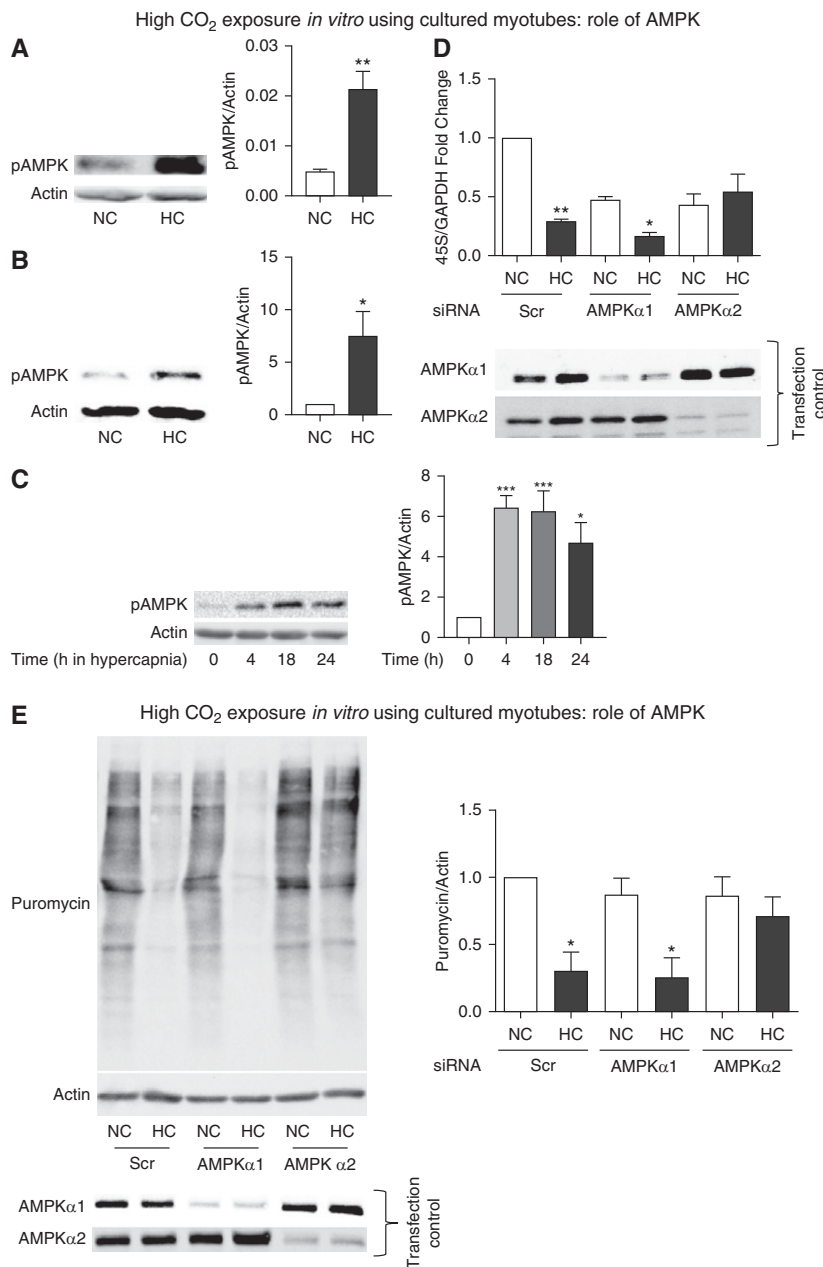 High CO2 exposure in vitro using cultured myotubes: role of AMPK
A
pAMPK
Actin
NC HC
pAMPK/Actin
0.03
0.02
0.01
0.00
**
NC HC
B
pAMPK
Actin
NC HC
pAMPK/Actin
15
10
5
0
*
NC HC
C
pAMPK
Actin
Time (h in hypercapnia) 0 4 18 24
pAMPK/Actin
8
6
4
2
0
*** *** *
Time (h) 0 4 18 24
D
45S/GAPDH Fold Change
1.5
1.0
0.5
0.0
** *
NC HC NC HC NC HC
siRNA Scr AMPKα1 AMPKα2
AMPKα1
AMPKα2
Transfection
control
E
High CO2 exposure in vitro using cultured myotubes: role of AMPK
Puromycin
Actin
NC HC NC HC NC HC
Scr AMPKα1 AMPK α2
AMPKα1
AMPKα2
Transfection
control
Puromycin/Actin
1.5
1.0
0.5
0.0
* *
NC HC NC HC NC HC
siRNA Scr AMPKα1 AMPKα2